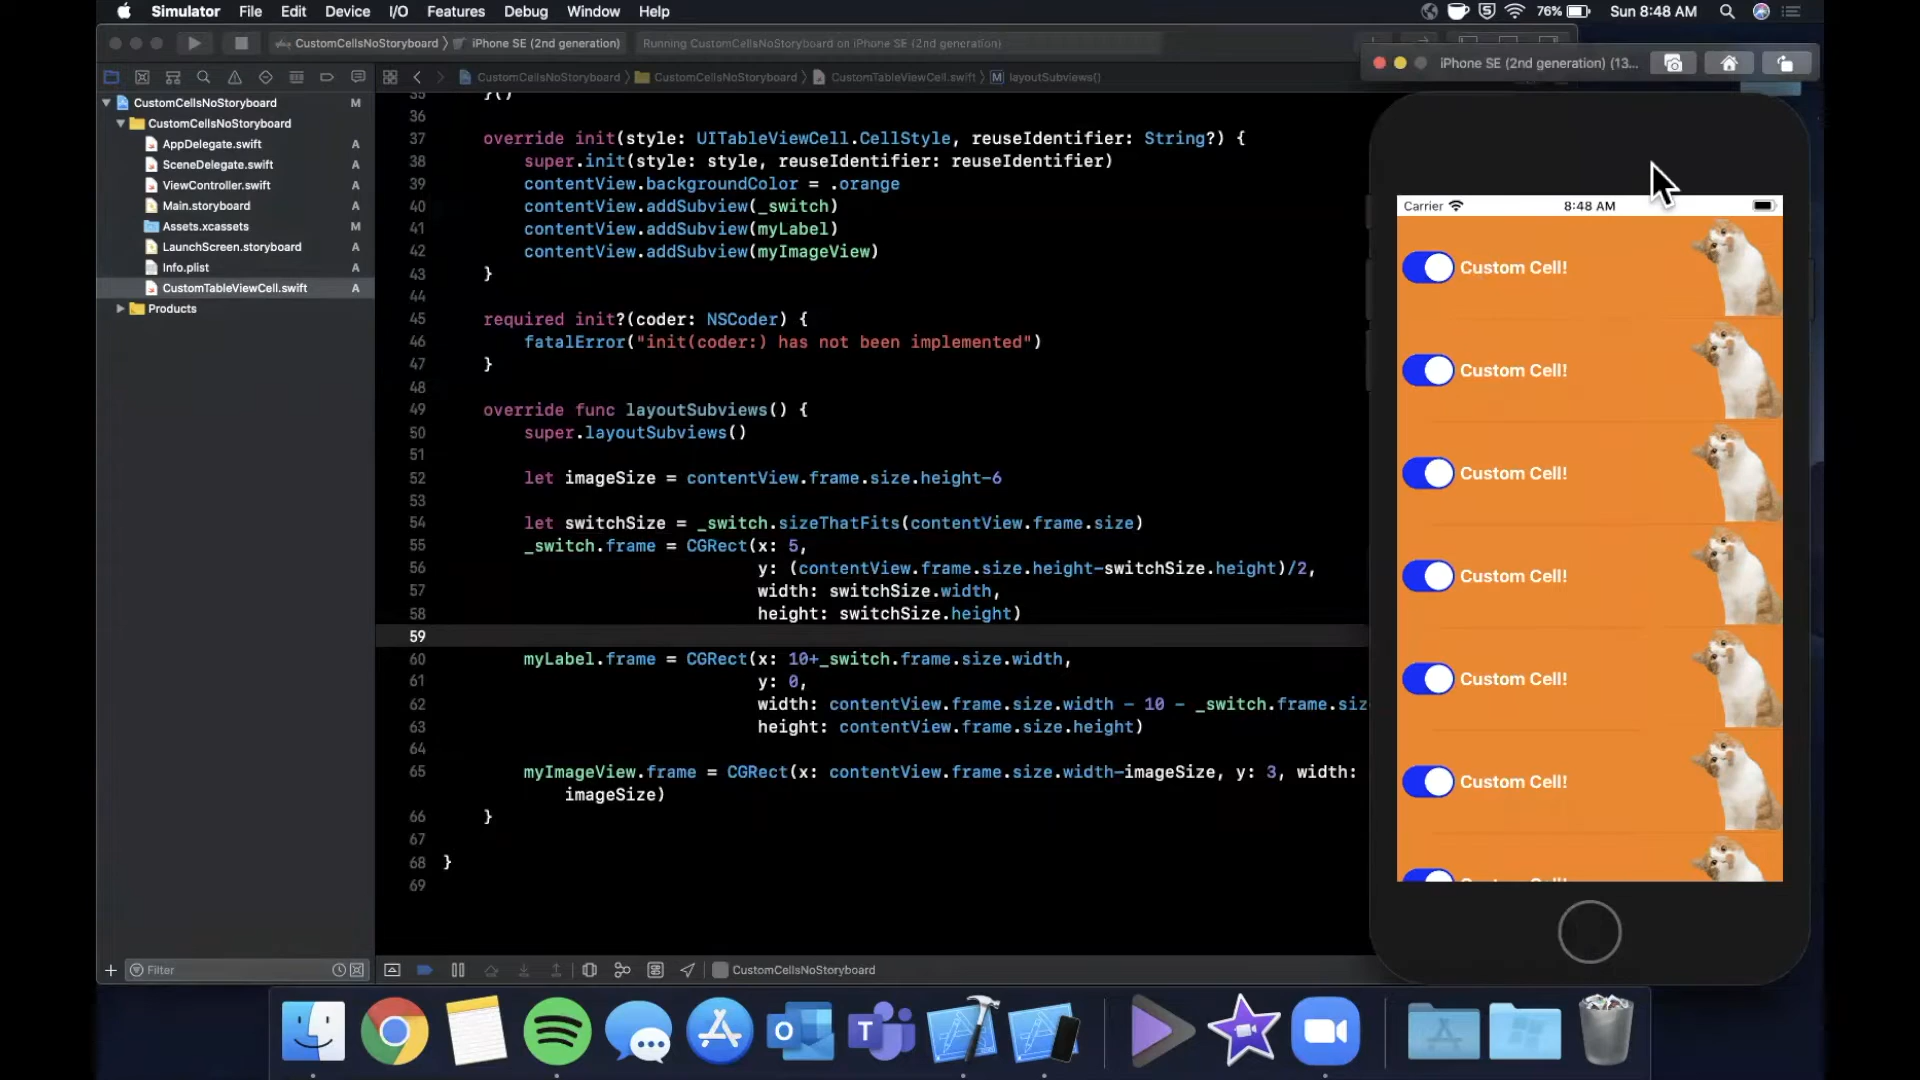 Simulator File Edit Device I/O Features Debug Window Help
76% Sun 8:48 AM
CustomCellsNoStoryboard iPhone SE (2nd generation)
Running CustomCellsNoStoryboard on iPhone SE (2nd generation)
iPhone SE (2nd generation) (13...
CustomCellsNoStoryboard CustomCellsNoStoryboard CustomTableViewCell.swift M layoutSubviews()
CustomCellsNoStoryboard M
CustomCellsNoStoryboard
AppDelegate.swift A
SceneDelegate.swift A
ViewController.swift A
Main.storyboard A
Assets.xcassets M
LaunchScreen.storyboard A
Info.plist A
CustomTableViewCell.swift A
Products
Filter
35 }()
36
37 override init(style: UITableViewCell.CellStyle, reuseIdentifier: String?) {
38 super.init(style: style, reuseIdentifier: reuseIdentifier)
39 contentView.backgroundColor = .orange
40 contentView.addSubview(_switch)
41 contentView.addSubview(myLabel)
42 contentView.addSubview(myImageView)
43 }
44
45 required init?(coder: NSCoder) {
46 fatalError("init(coder:) has not been implemented")
47 }
48
49 override func layoutSubviews() {
50 super.layoutSubviews()
51
52 let imageSize = contentView.frame.size.height-6
53
54 let switchSize = _switch.sizeThatFits(contentView.frame.size)
55 _switch.frame = CGRect(x: 5,
56 y: (contentView.frame.size.height-switchSize.height)/2,
57 width: switchSize.width,
58 height: switchSize.height)
59
60 myLabel.frame = CGRect(x: 10+_switch.frame.size.width,
61 y: 0,
62 width: contentView.frame.size.width - 10 - _switch.frame.siz
63 height: contentView.frame.size.height)
64
65 myImageView.frame = CGRect(x: contentView.frame.size.width-imageSize, y: 3, width:
imageSize)
66 }
67
68 }
69
CustomCellsNoStoryboard
Carrier 8:48 AM
Custom Cell!
Custom Cell!
Custom Cell!
Custom Cell!
Custom Cell!
Custom Cell!
Custom Cell!